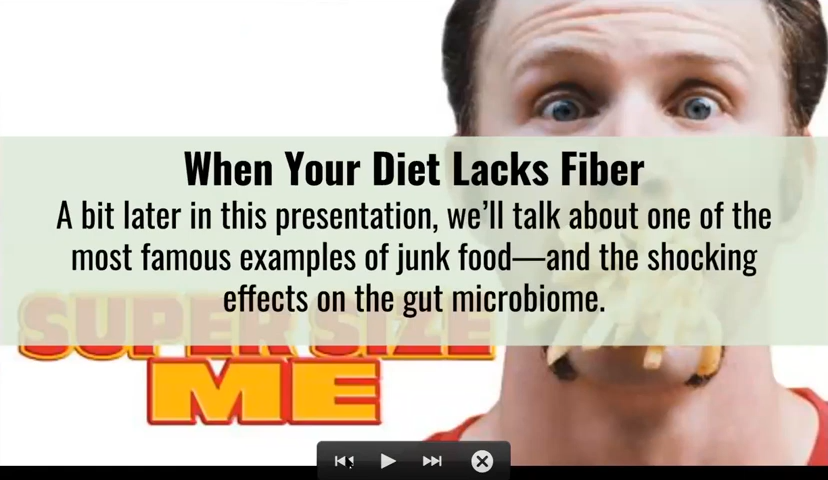 When Your Diet Lacks Fiber
A bit later in this presentation, we’ll talk about one of the
most famous examples of junk food—and the shocking
effects on the gut microbiome.
SUPER SIZE
ME